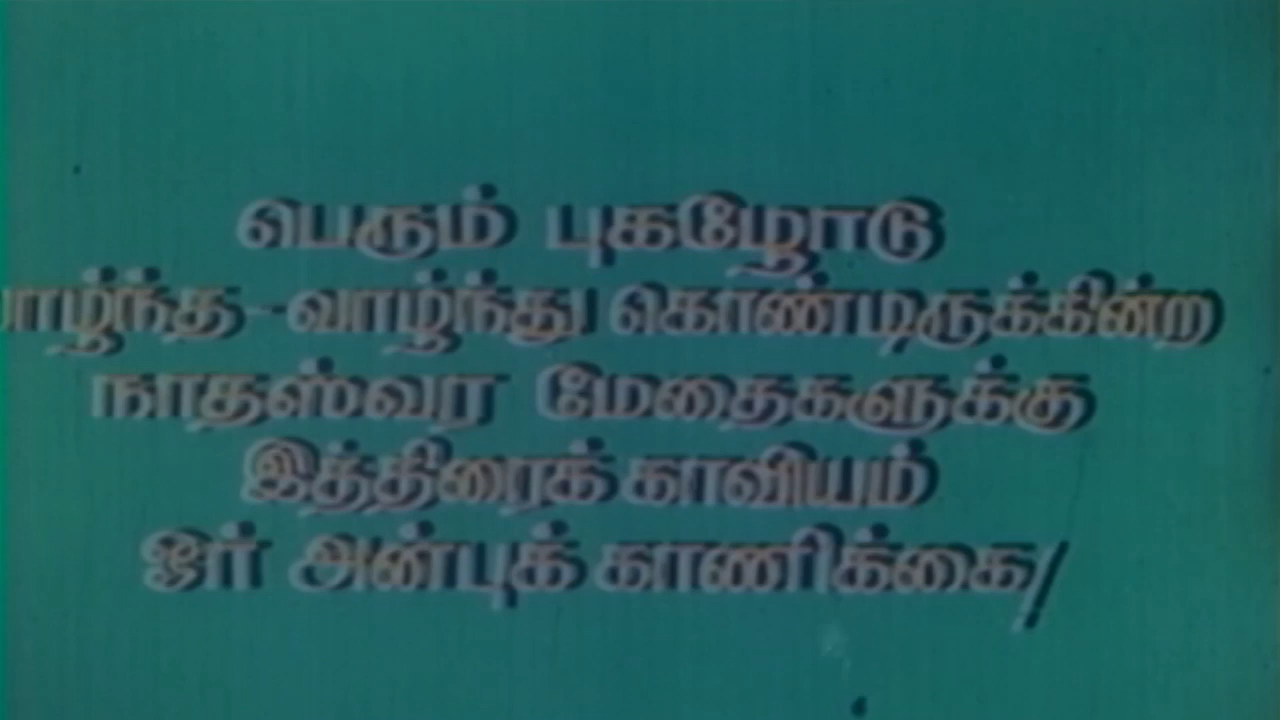 பெரும் புகழோடு
வாழ்ந்த - வாழ்ந்து கொண்டிருக்கின்ற
நாதஸ்வர மேதைகளுக்கு
இத்திரைக் காவியம்
ஓர் அன்புக் காணிக்கை!